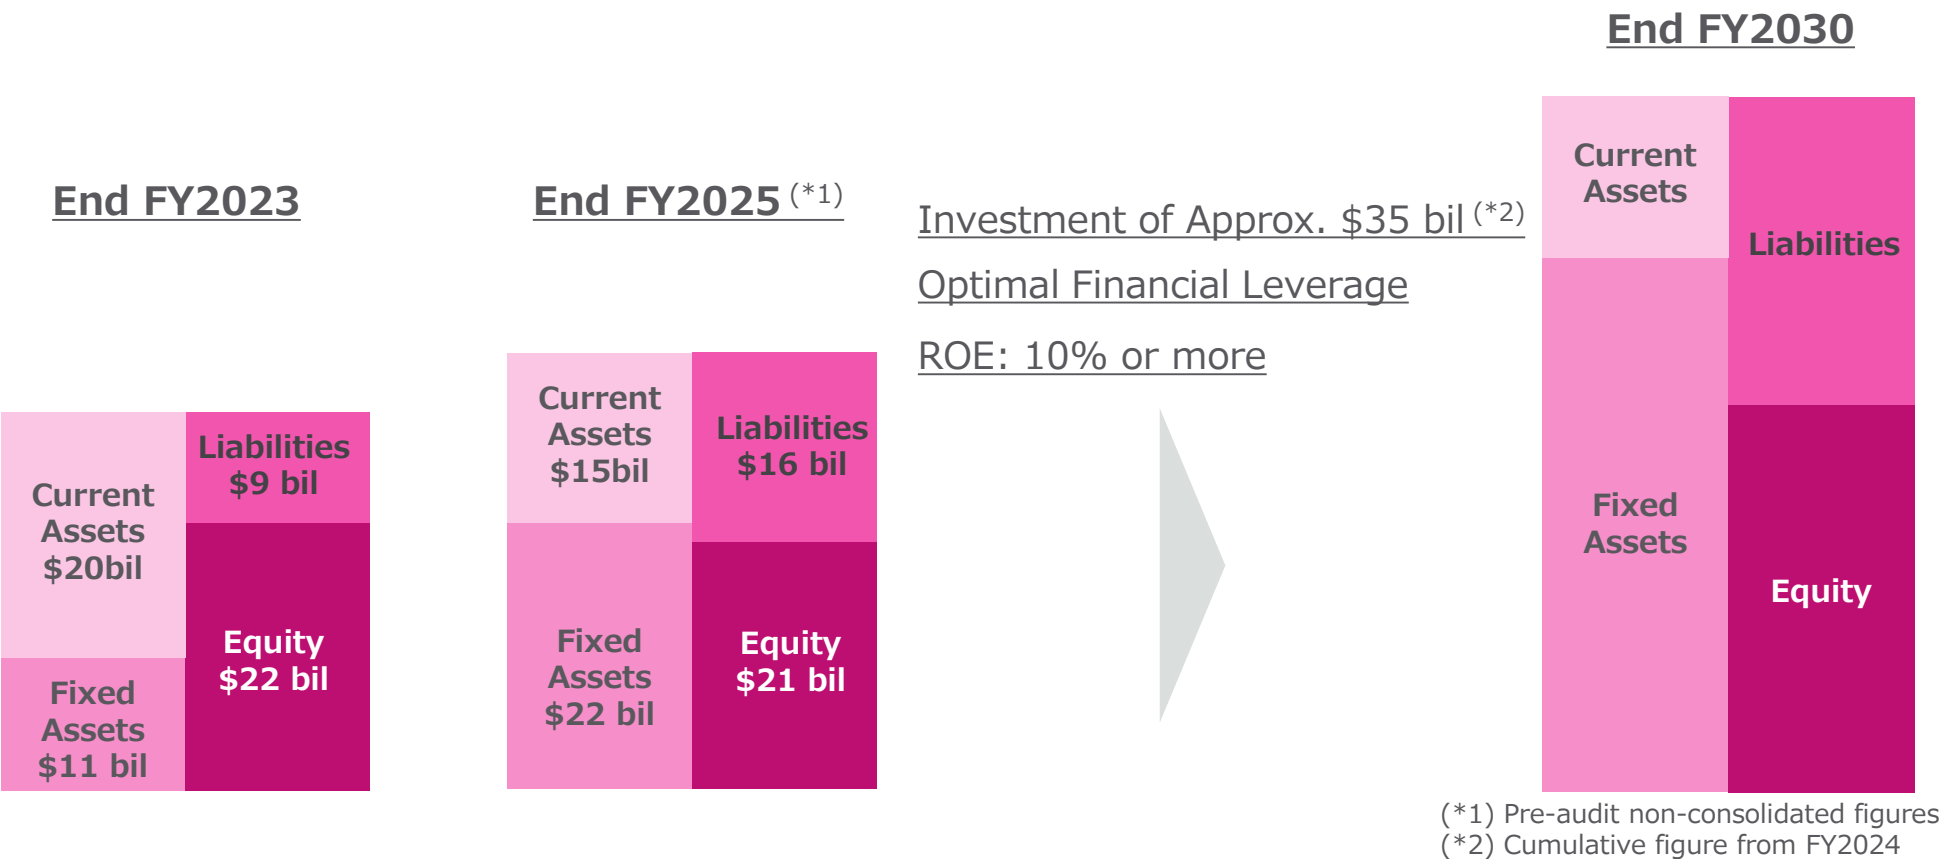 End FY2023
Current
Assets
$20bil
Fixed
Assets
$11 bil
Liabilities
$9 bil
Equity
$22 bil
End FY2025 (*1)
Current
Assets
$15bil
Fixed
Assets
$22 bil
Liabilities
$16 bil
Equity
$21 bil
Investment of Approx. $35 bil (*2)
Optimal Financial Leverage
ROE: 10% or more
End FY2030
Current
Assets
Fixed
Assets
Liabilities
Equity
(*1) Pre-audit non-consolidated figures
(*2) Cumulative figure from FY2024